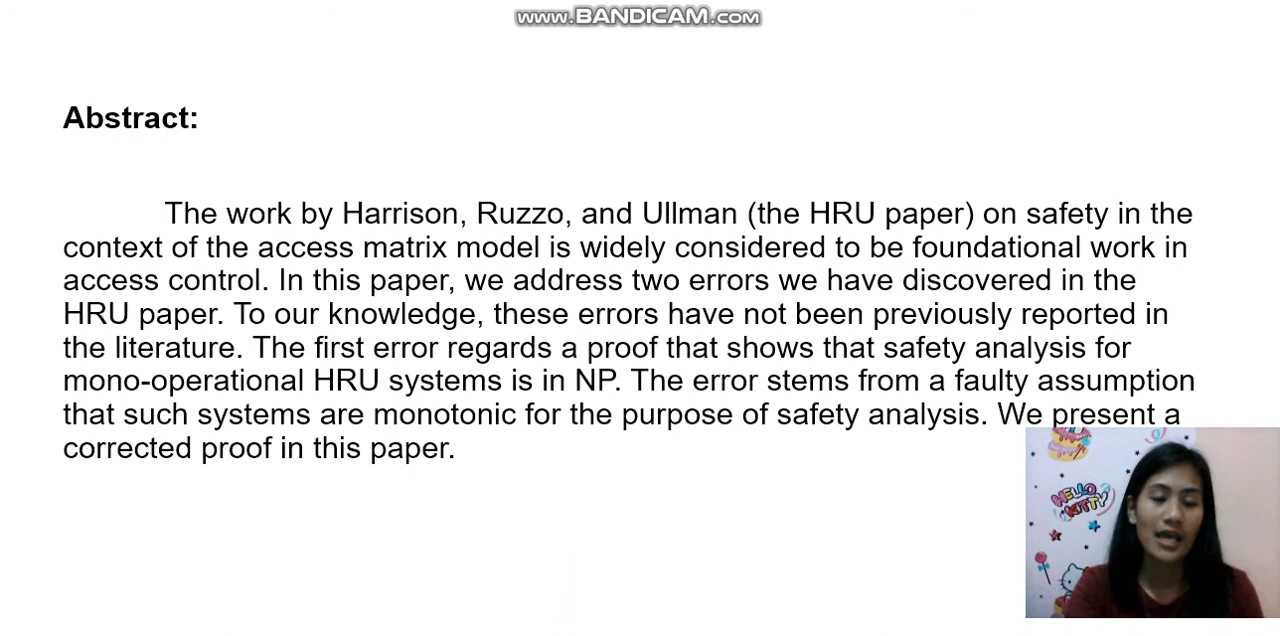 www.BANDICAM.com
Abstract:
The work by Harrison, Ruzzo, and Ullman (the HRU paper) on safety in the
context of the access matrix model is widely considered to be foundational work in
access control. In this paper, we address two errors we have discovered in the
HRU paper. To our knowledge, these errors have not been previously reported in
the literature. The first error regards a proof that shows that safety analysis for
mono-operational HRU systems is in NP. The error stems from a faulty assumption
that such systems are monotonic for the purpose of safety analysis. We present a
corrected proof in this paper.
HELLO
KITTY